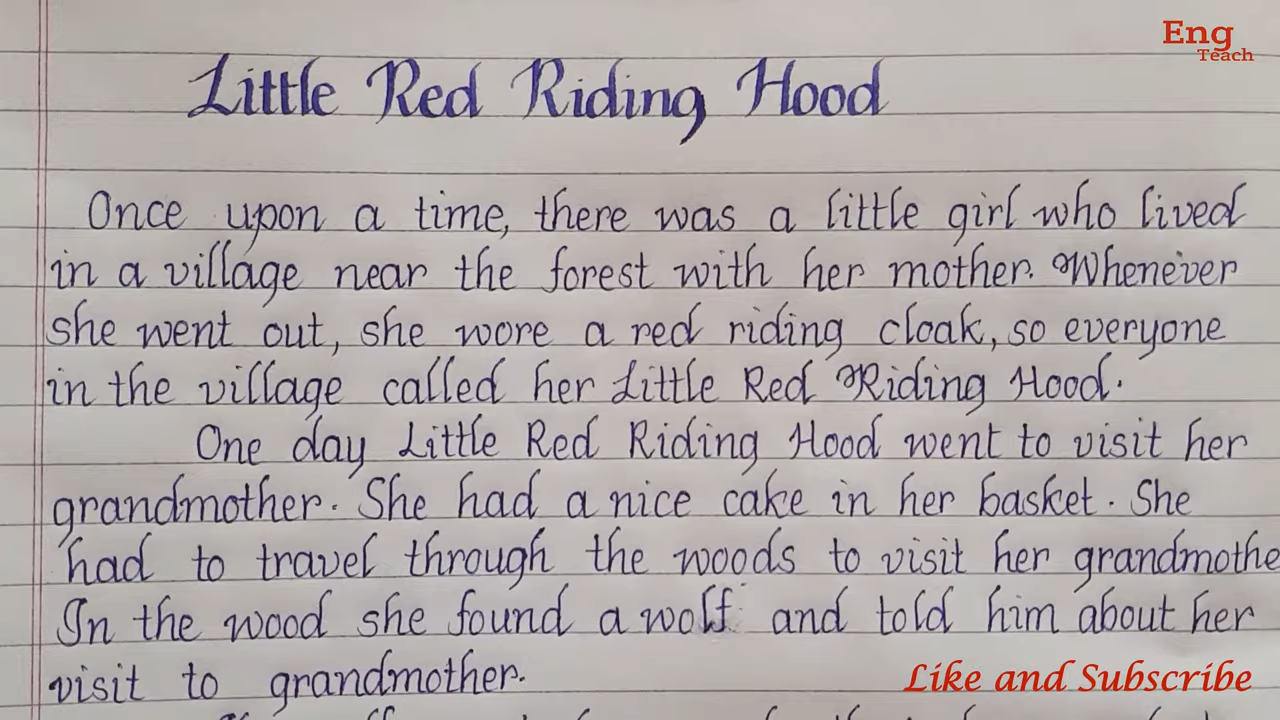 Eng
Teach
Little Red Riding Hood
Once upon a time, there was a little girl who lived
in a village near the forest with her mother. Whenever
she went out, she wore a red riding cloak, so everyone
in the village called her Little Red Riding Hood.
One day Little Red Riding Hood went to visit her
grandmother. She had a nice cake in her basket. She
had to travel through the woods to visit her grandmothe
In the wood she found a wolf and told him about her
visit to grandmother.
Like and Subscribe